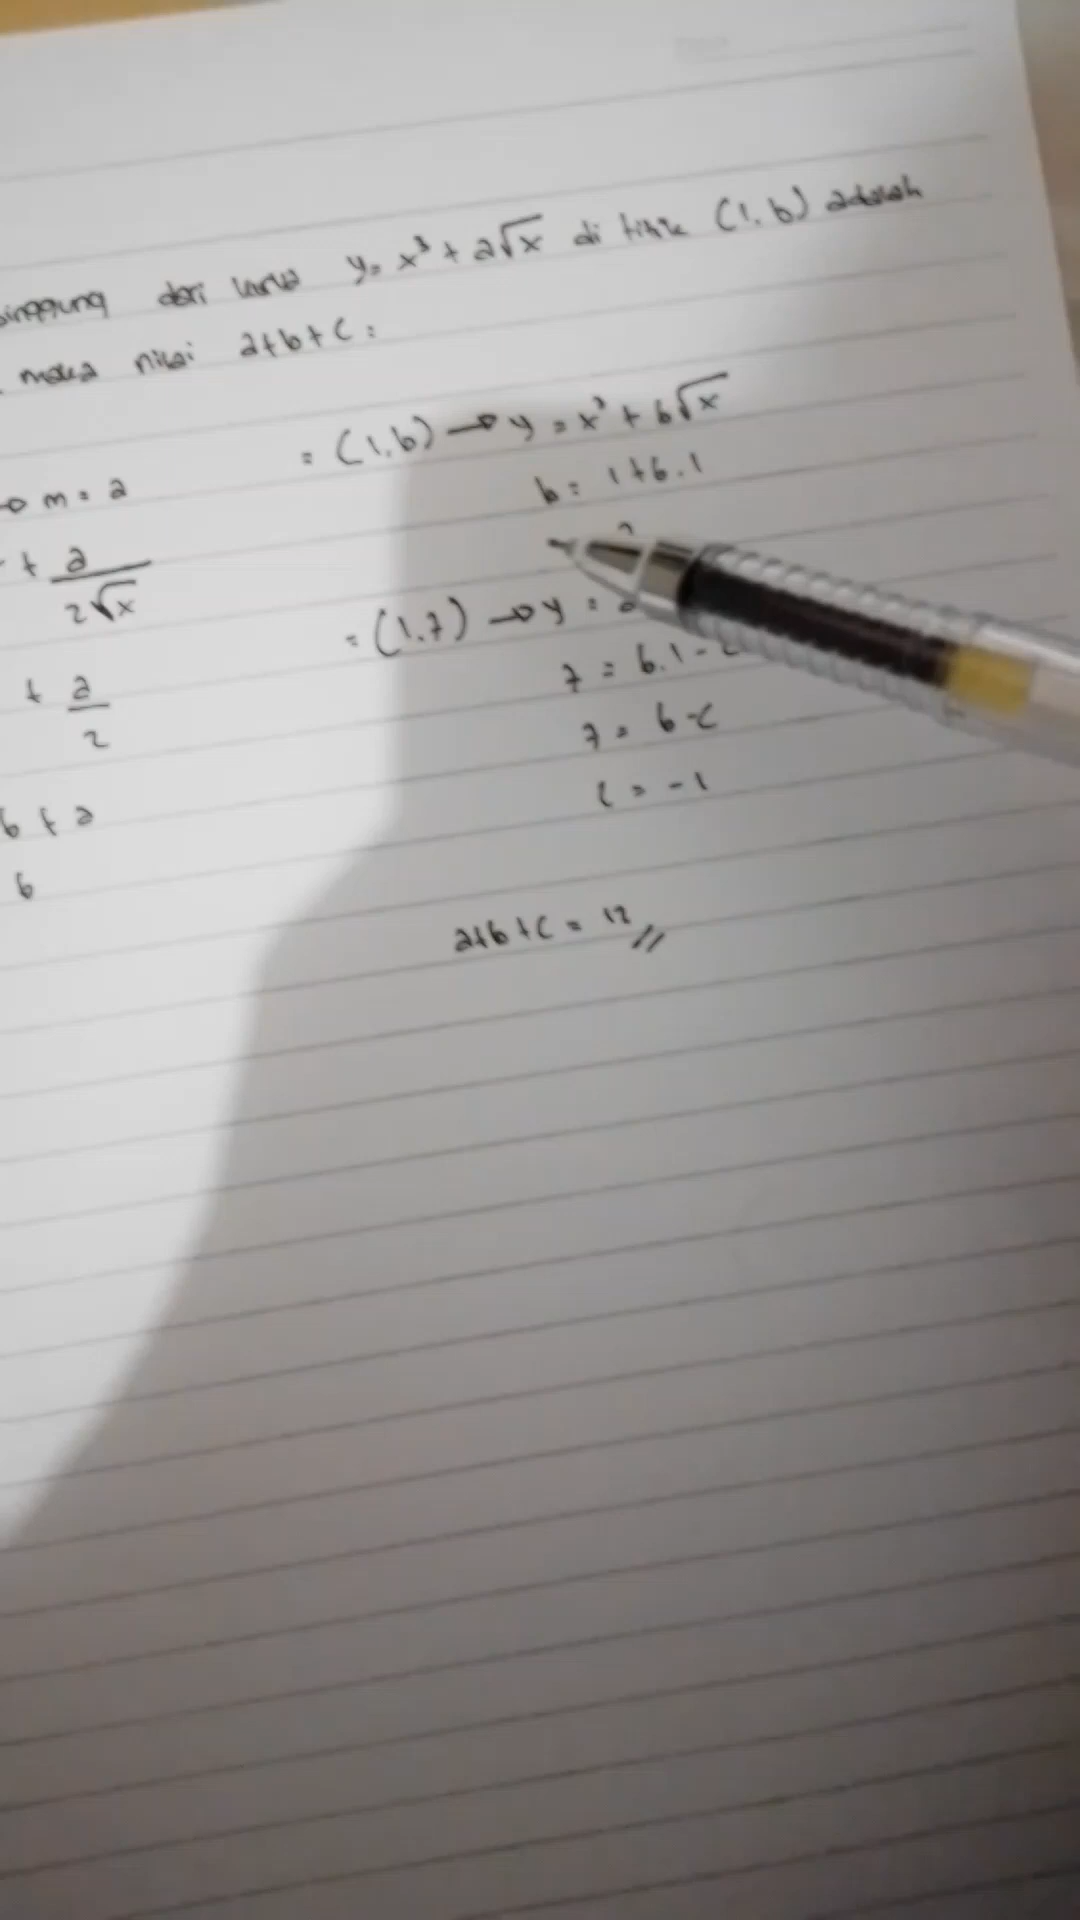 dari kurva y = x³ + a√x di titik (1, b) adalah
maka nilai a+b+c =
= (1, b) → y = x³ + 6√x
→ m = a
b = 1 + 6.1
+ a
2√x
= (1, 7) → y =
7 = 6.1 -
+ a
2
7 = 6 - c
c = -1
6 + a
6
a+b+c = 12 //